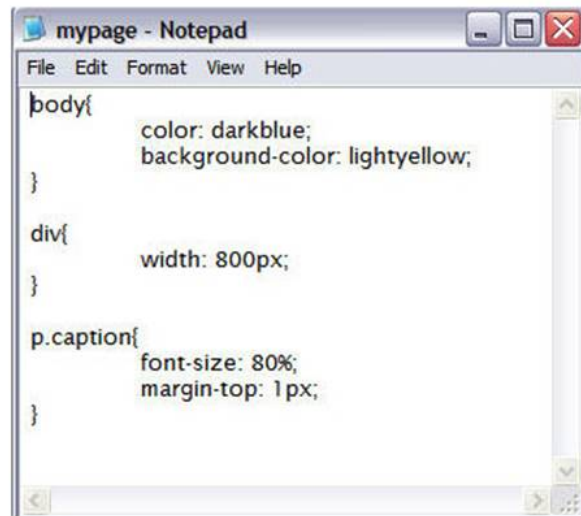 mypage - Notepad
File Edit Format View Help
body{
color: darkblue;
background-color: lightyellow;
}
div{
width: 800px;
}
p.caption{
font-size: 80%;
margin-top: 1px;
}